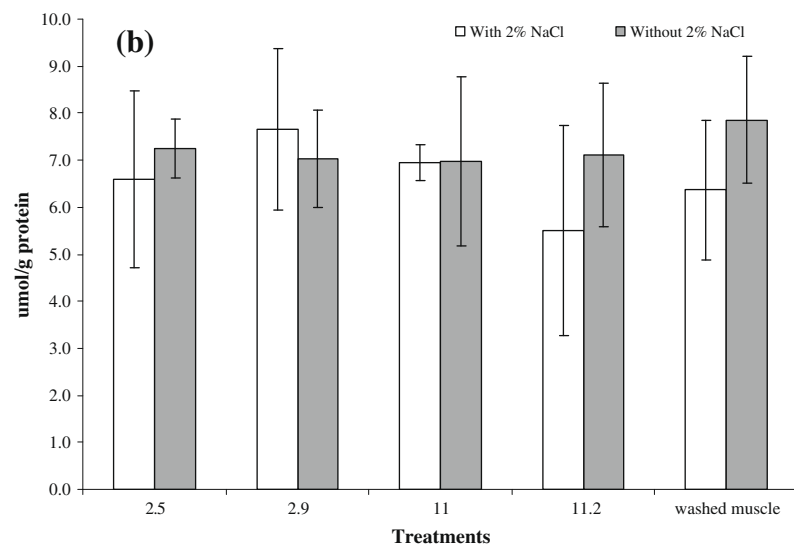 (b)
With 2% NaCl
Without 2% NaCl
umol/g protein
10.0
9.0
8.0
7.0
6.0
5.0
4.0
3.0
2.0
1.0
0.0
2.5 2.9 11 11.2 washed muscle
Treatments